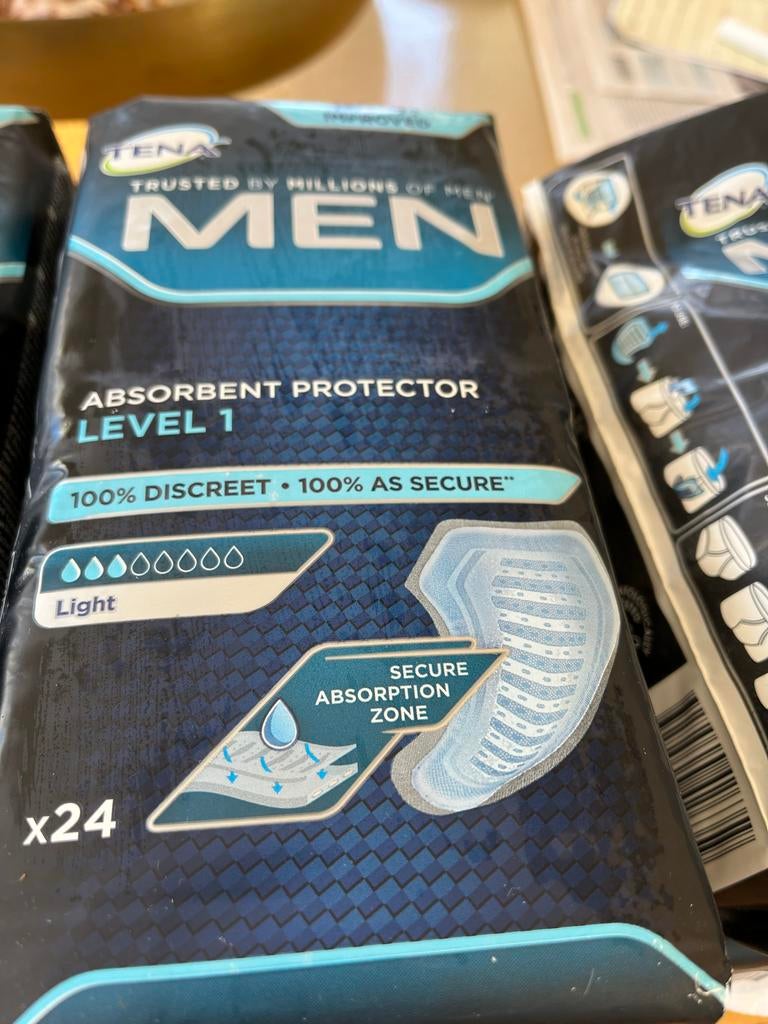 IMPROVED
TENA
TRUSTED BY MILLIONS OF MEN
MEN
ABSORBENT PROTECTOR
LEVEL 1
100% DISCREET • 100% AS SECURE**
Light
SECURE
ABSORPTION
ZONE
x24
TENA